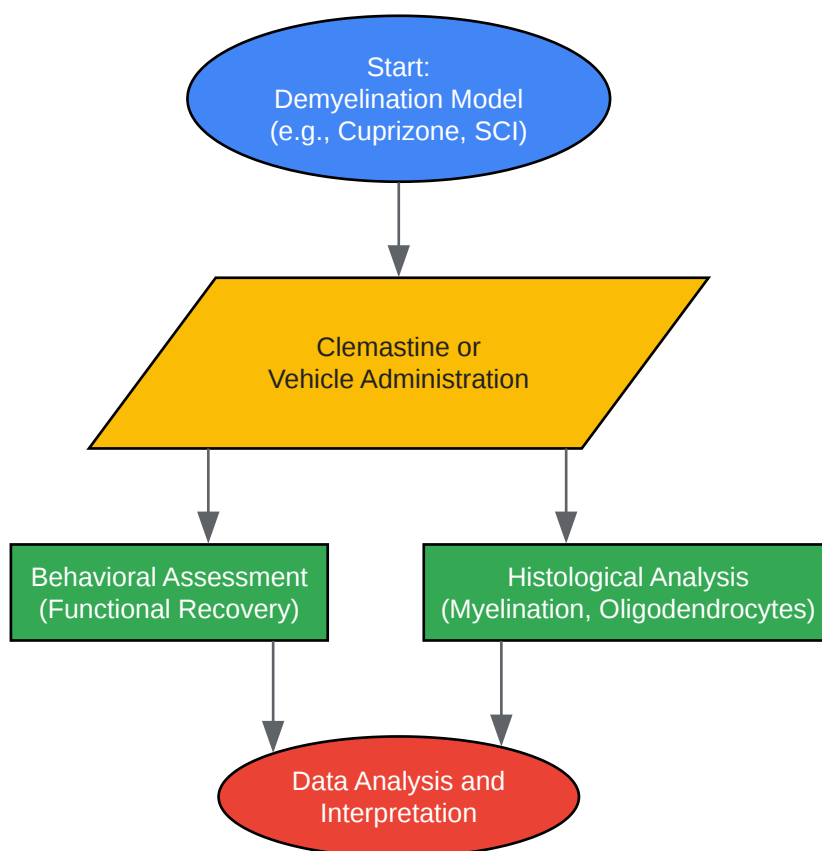 Start:
Demyelination Model
(e.g., Cuprizone, SCI)
Clemastine or
Vehicle Administration
Behavioral Assessment
(Functional Recovery)
Histological Analysis
(Myelination, Oligodendrocytes)
Data Analysis and
Interpretation